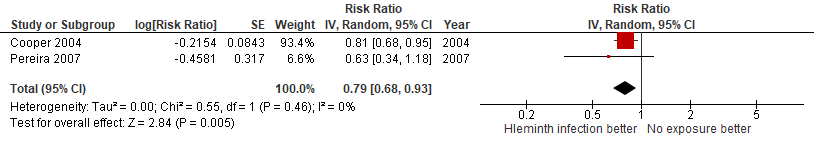 Risk Ratio Risk Ratio
Study or Subgroup log[Risk Ratio] SE Weight IV, Random, 95% CI Year IV, Random, 95% CI
Cooper 2004 -0.2154 0.0843 93.4% 0.81 [0.68, 0.95] 2004
Pereira 2007 -0.4581 0.317 6.6% 0.63 [0.34, 1.18] 2007
Total (95% CI) 100.0% 0.79 [0.68, 0.93]
Heterogeneity: Tau² = 0.00; Chi² = 0.55, df = 1 (P = 0.46); I² = 0%
Test for overall effect: Z = 2.84 (P = 0.005)
0.2 0.5 1 2 5
Hleminth infection better No exposure better